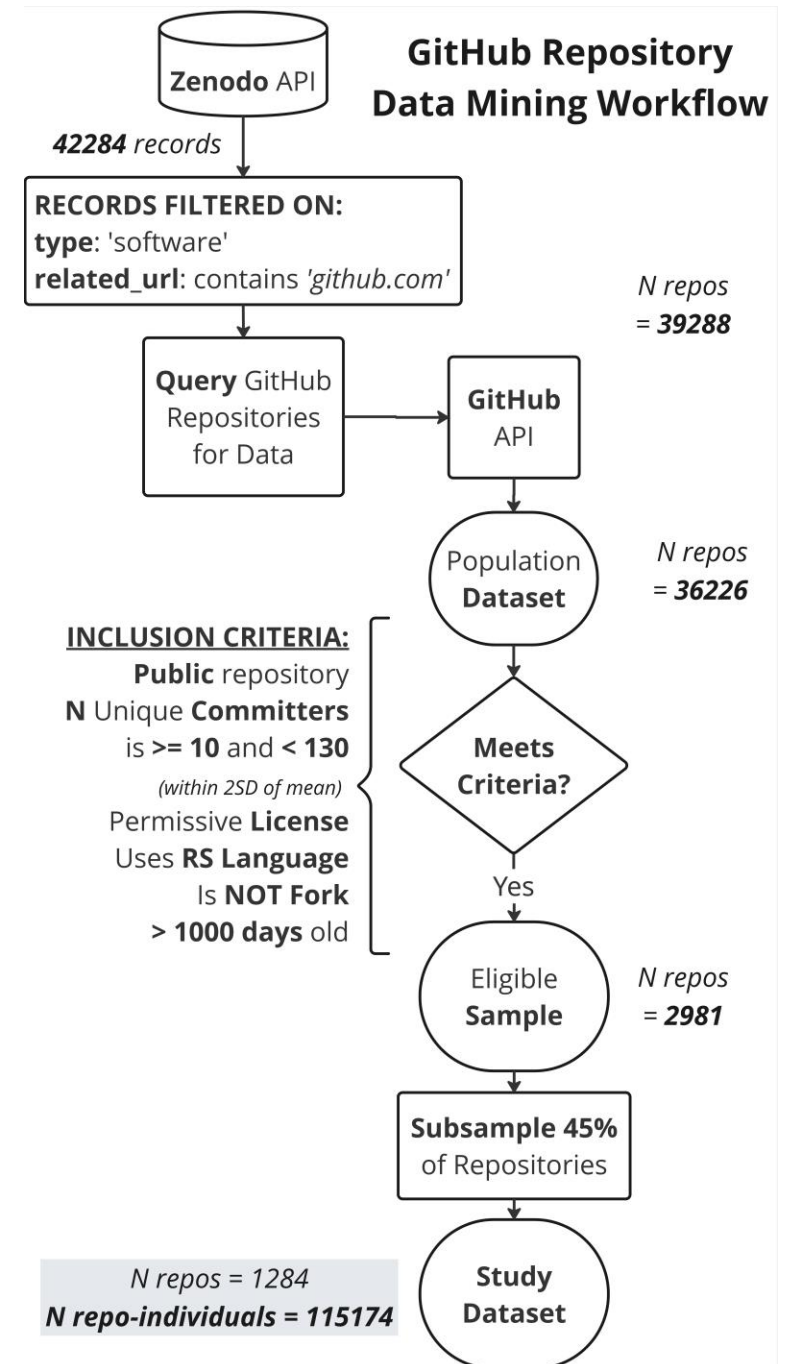 GitHub Repository
Data Mining Workflow
Zenodo API
42284 records
RECORDS FILTERED ON:
type: 'software'
related_url: contains 'github.com'
N repos
= 39288
Query GitHub
Repositories
for Data
GitHub
API
Population
Dataset
N repos
= 36226
INCLUSION CRITERIA:
Public repository
N Unique Committers
is >= 10 and < 130
(within 2SD of mean)
Permissive License
Uses RS Language
Is NOT Fork
> 1000 days old
Meets
Criteria?
Yes
Eligible
Sample
N repos
= 2981
Subsample 45%
of Repositories
N repos = 1284
N repo-individuals = 115174
Study
Dataset